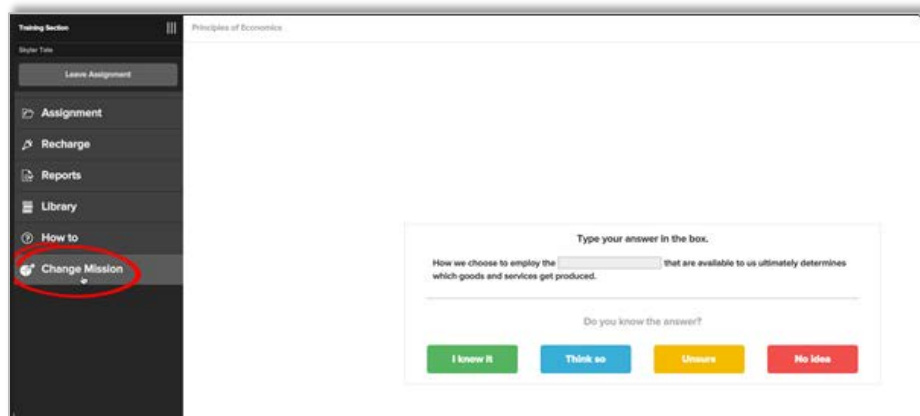 Training Section
Principles of Economics
Skyler Tate
Leave Assignment
Assignment
Recharge
Reports
Library
How to
Change Mission
Type your answer in the box.
How we choose to employ the that are available to us ultimately determines
which goods and services get produced.
Do you know the answer?
I know it
Think so
Unsure
No idea